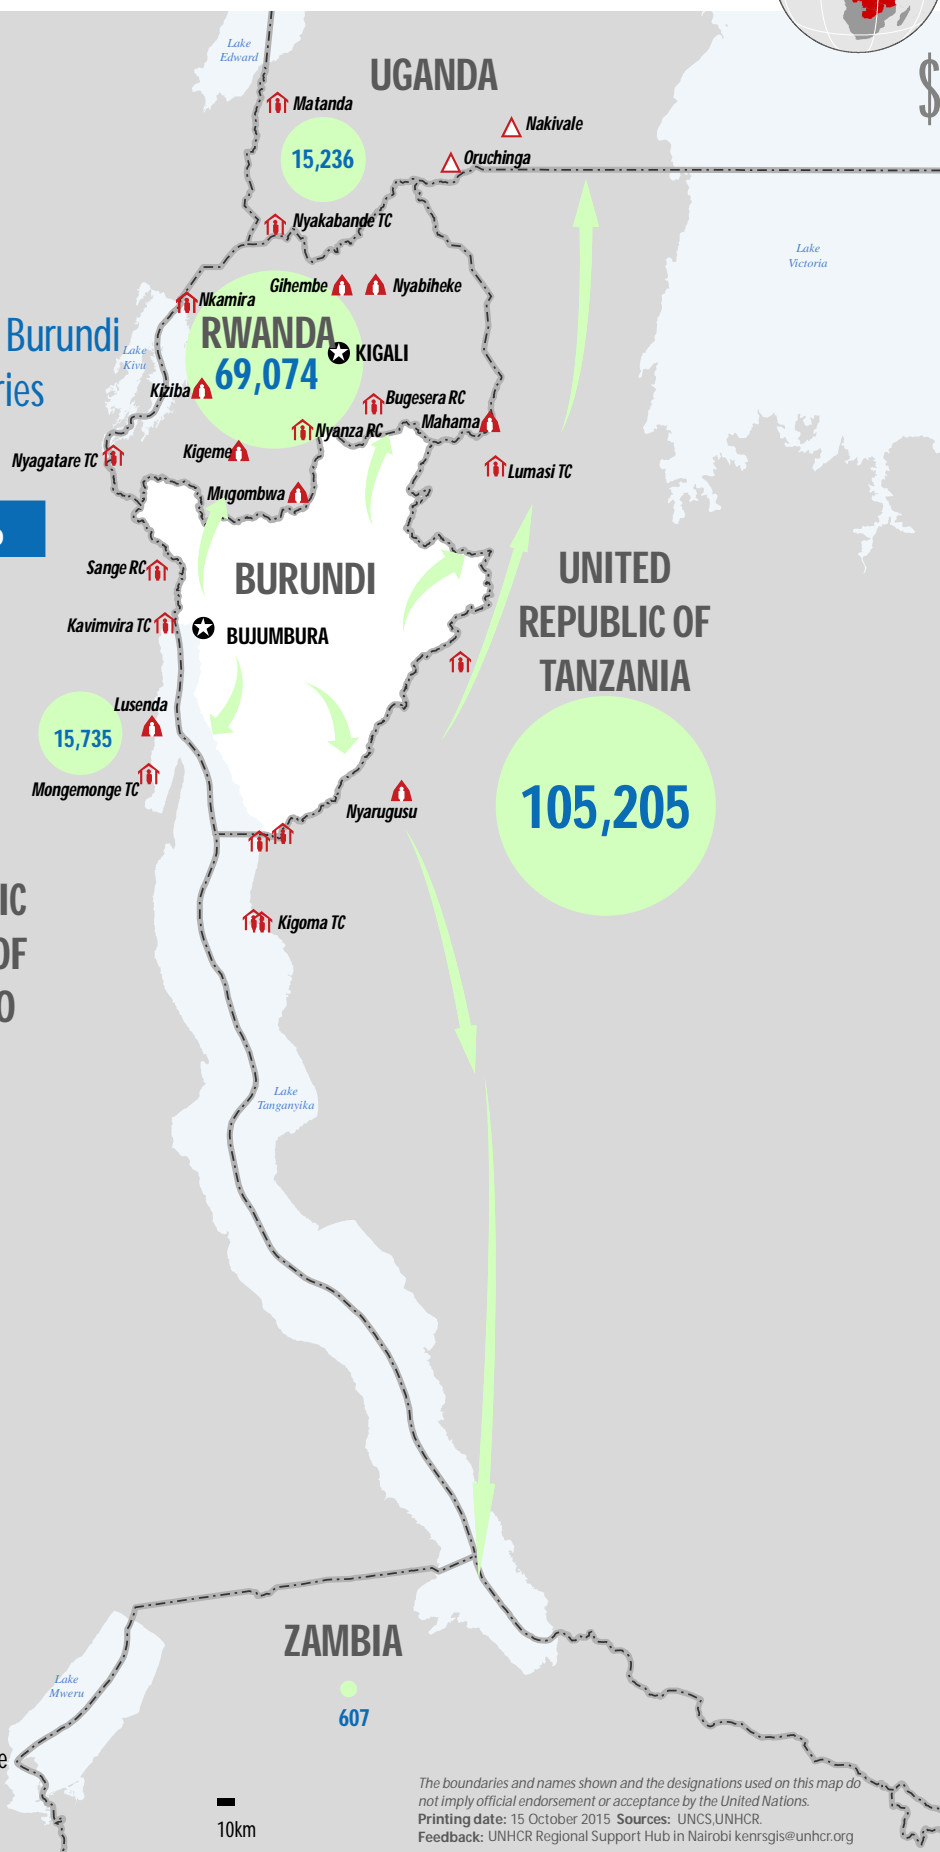 Lake
Edward
UGANDA
$
Matanda
Nakivale
15,236
Oruchinga
Nyakabande TC
Lake
Victoria
Gihembe
Nyabiheke
Nkamira
RWANDA
Burundi
Lake
Kivu
KIGALI
69,074
ries
Kiziba
Bugesera RC
Mahama
Nyanza RC
Kigeme
Nyagatare TC
Lumasi TC
Mugombwa
Sange RC
BURUNDI
UNITED
REPUBLIC OF
TANZANIA
Kavimvira TC
BUJUMBURA
Lusenda
15,735
Mongemonge TC
Nyarugusu
105,205
IC
OF
O
Kigoma TC
Lake
Tanganyika
ZAMBIA
Lake
Mweru
607
e
10km
The boundaries and names shown and the designations used on this map do
not imply official endorsement or acceptance by the United Nations.
Printing date: 15 October 2015 Sources: UNCS,UNHCR.
Feedback: UNHCR Regional Support Hub in Nairobi kenrsgis@unhcr.org